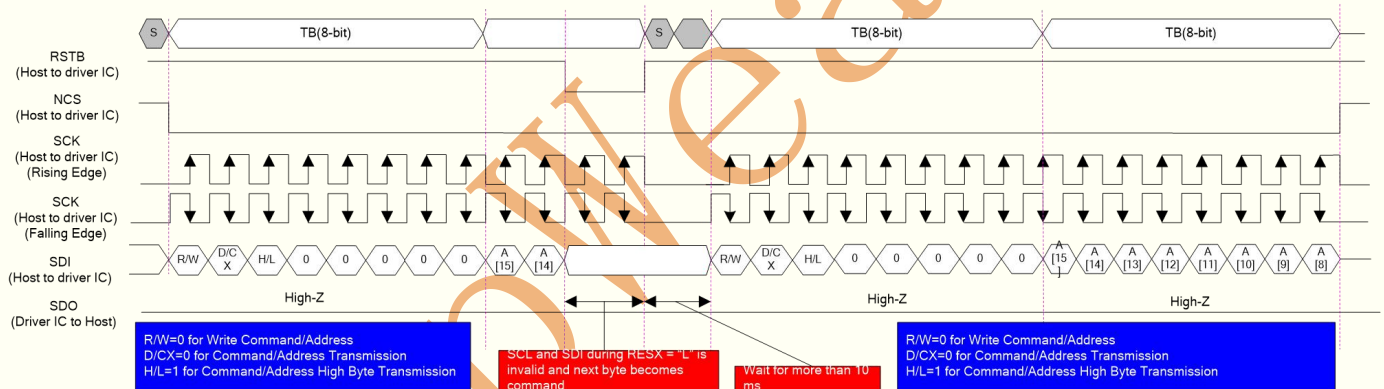 S
TB(8-bit)
S
TB(8-bit)
TB(8-bit)
RSTB
(Host to driver IC)
NCS
(Host to driver IC)
SCK
(Host to driver IC)
(Rising Edge)
SCK
(Host to driver IC)
(Falling Edge)
SDI
(Host to driver IC)
R/W
D/C
X
H/L
0
0
0
0
0
A
[15]
A
[14]
R/W
D/C
X
H/L
0
0
0
0
0
A
[15
]
A
[14]
A
[13]
A
[12]
A
[11]
A
[10]
A
[9]
A
[8]
SDO
(Driver IC to Host)
High-Z
High-Z
High-Z
R/W=0 for Write Command/Address
D/CX=0 for Command/Address Transmission
H/L=1 for Command/Address High Byte Transmission
SCL and SDI during RESX = "L" is
invalid and next byte becomes
command
Wait for more than 10
ms
R/W=0 for Write Command/Address
D/CX=0 for Command/Address Transmission
H/L=1 for Command/Address High Byte Transmission